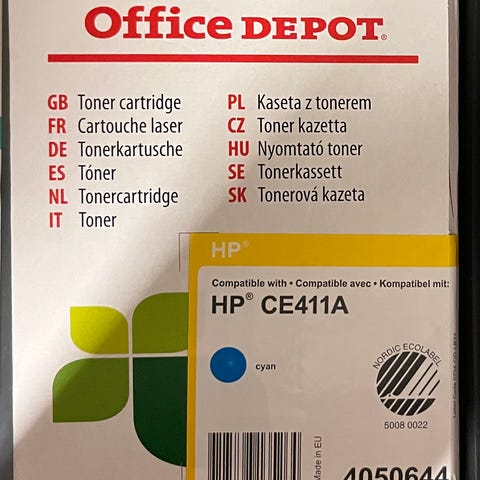 Office DEPOT®
GB Toner cartridge
FR Cartouche laser
DE Tonerkartusche
ES Tóner
NL Tonercartridge
IT Toner
PL Kaseta z tonerem
CZ Toner kazetta
HU Nyomtató toner
SE Tonerkassett
SK Tonerová kazeta
HP®
Compatible with • Compatible avec • Kompatibel mit:
HP® CE411A
cyan
NORDIC ECOLABEL
5008 0022
Made in EU
4050644